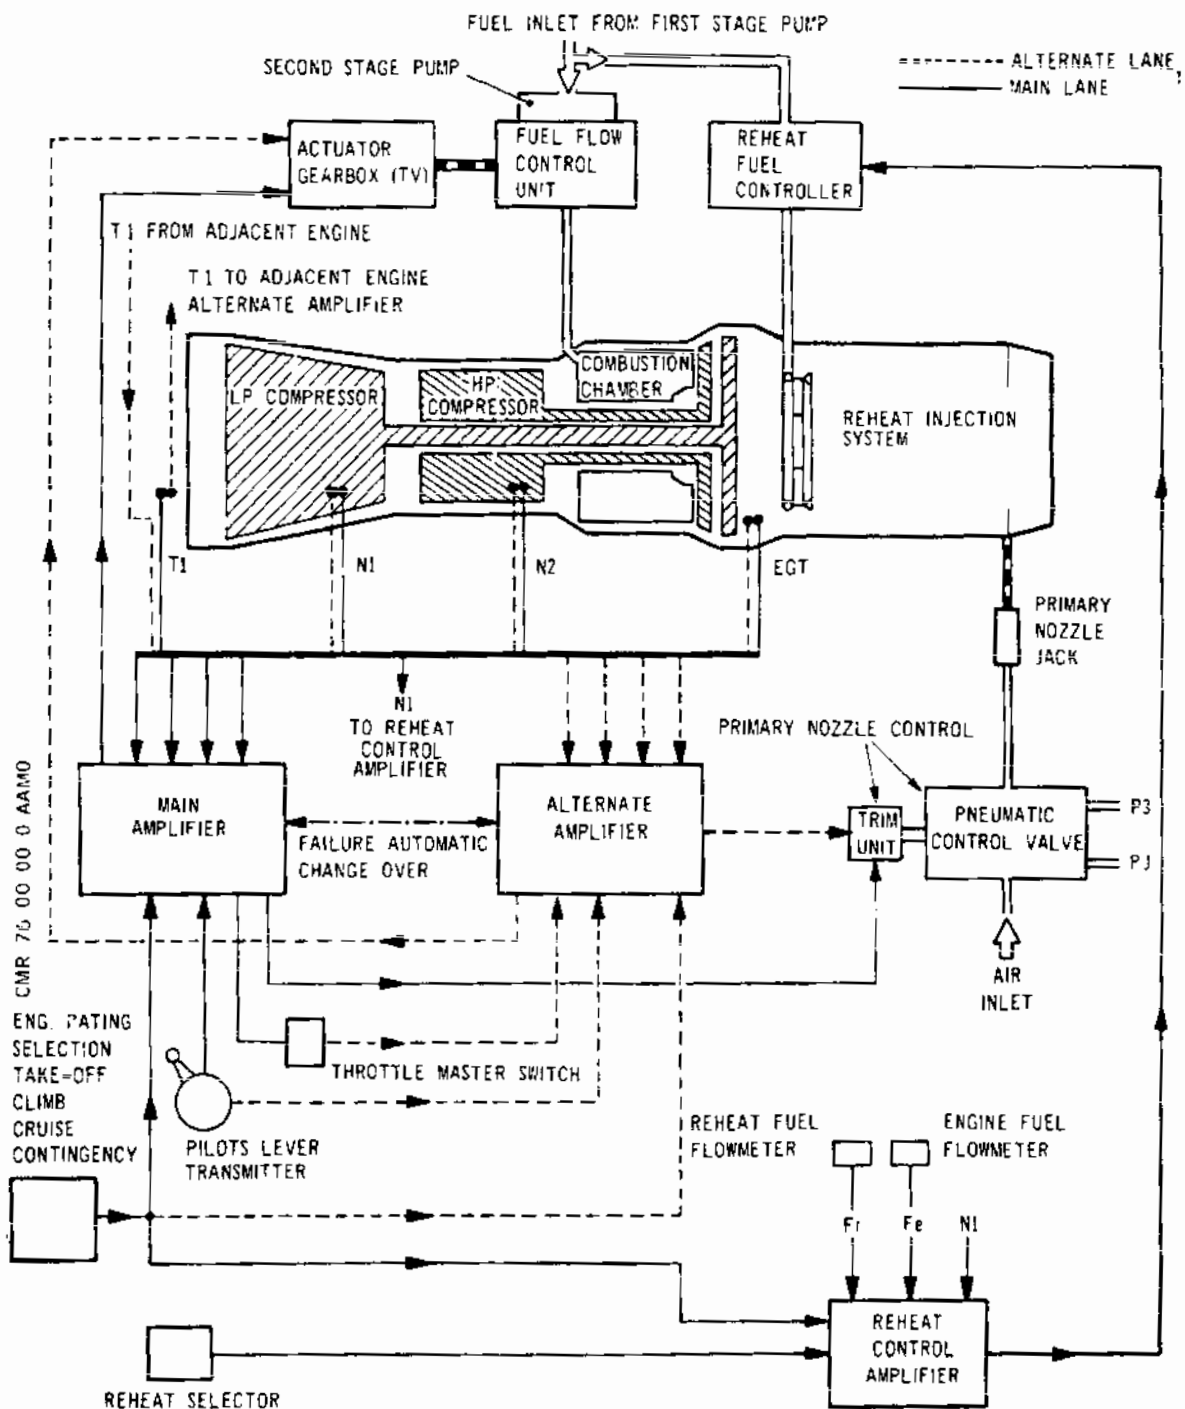 FUEL INLET FROM FIRST STAGE PUMP
SECOND STAGE PUMP
ALTERNATE LANE,
MAIN LANE
ACTUATOR
GEARBOX (TV)
FUEL FLOW
CONTROL
UNIT
REHEAT
FUEL
CONTROLLER
T1 FROM ADJACENT ENGINE
T1 TO ADJACENT ENGINE
ALTERNATE AMPLIFIER
LP COMPRESSOR
HP
COMPRESSOR
COMBUSTION
CHAMBER
REHEAT INJECTION
SYSTEM
T1
N1
N2
EGT
PRIMARY
NOZZLE
JACK
N1
TO REHEAT
CONTROL
AMPLIFIER
PRIMARY NOZZLE CONTROL
MAIN
AMPLIFIER
FAILURE AUTOMATIC
CHANGE OVER
ALTERNATE
AMPLIFIER
TRIM
UNIT
PNEUMATIC
CONTROL VALVE
P3
PJ
AIR
INLET
CMR 76 00 00 0 AAM0
ENG. RATING
SELECTION
TAKE=OFF
CLIMB
CRUISE
CONTINGENCY
THROTTLE MASTER SWITCH
PILOTS LEVER
TRANSMITTER
REHEAT FUEL
FLOWMETER
ENGINE FUEL
FLOWMETER
Fr
Fe
N1
REHEAT
CONTROL
AMPLIFIER
REHEAT SELECTOR